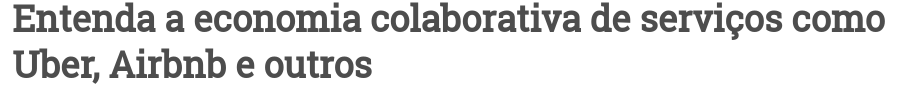 Entenda a economia colaborativa de serviços como
Uber, Airbnb e outros